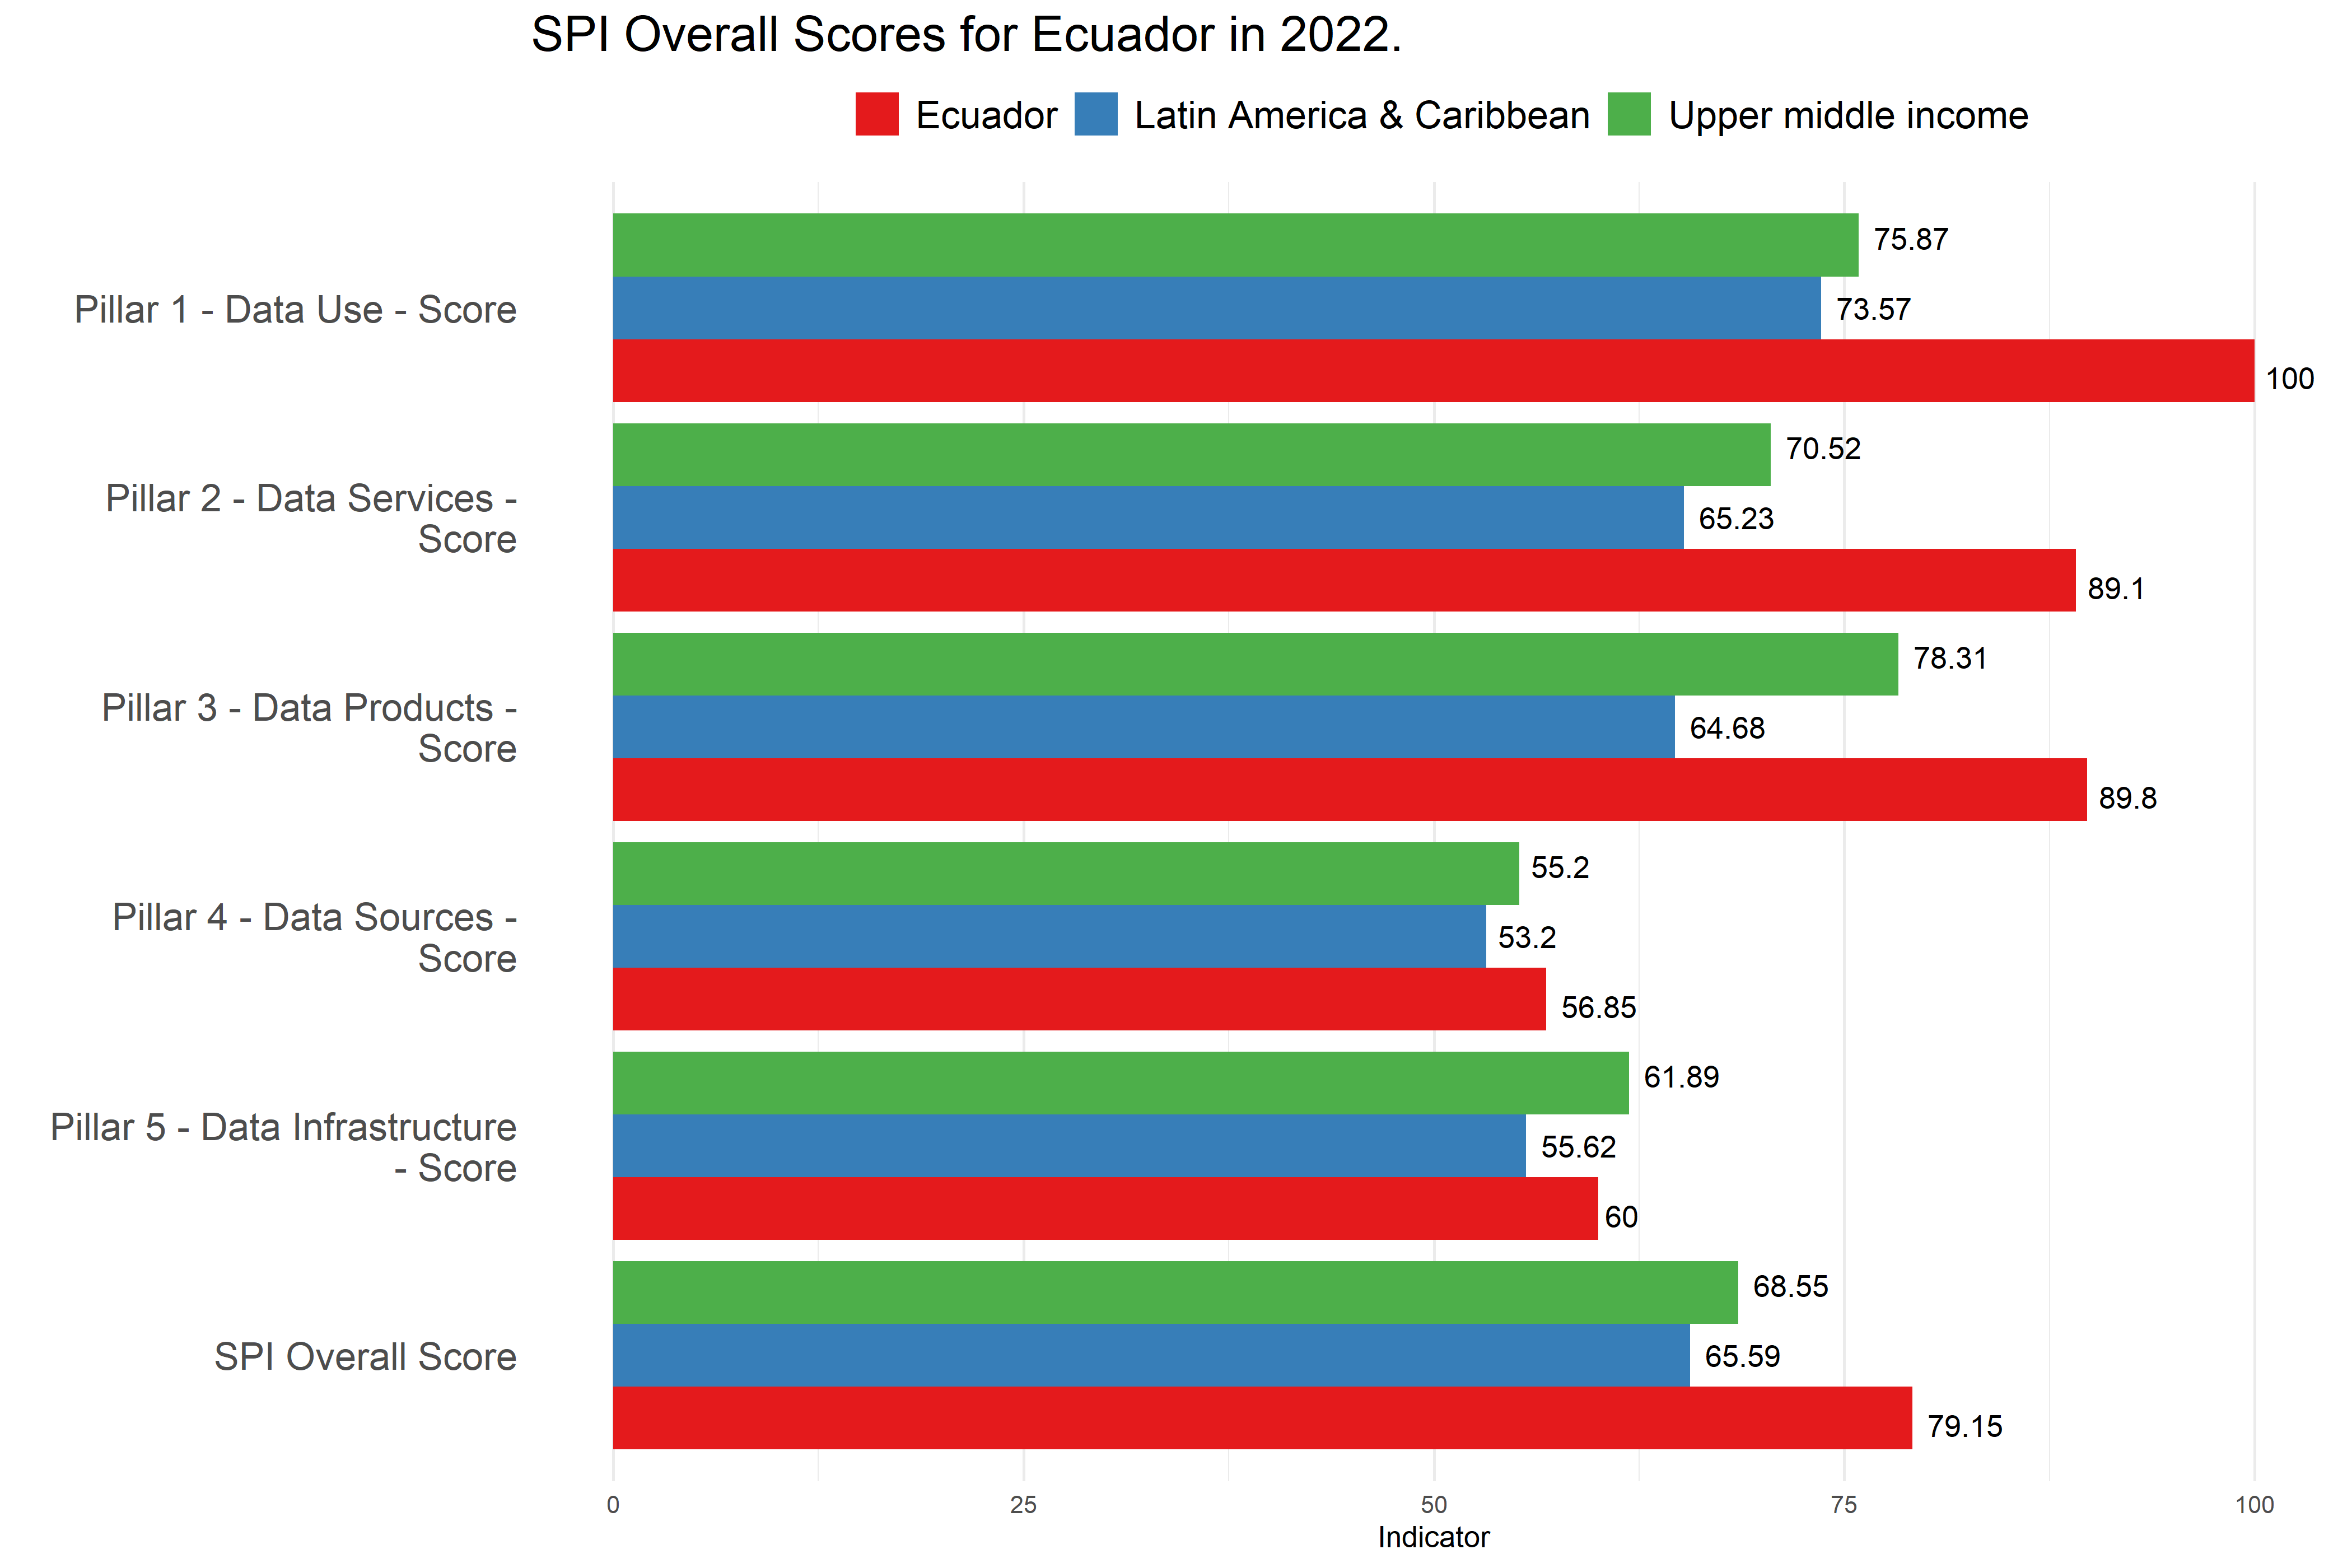 SPI Overall Scores for Ecuador in 2022.
Ecuador Latin America & Caribbean Upper middle income
75.87
Pillar 1 - Data Use - Score
73.57
100
70.52
Pillar 2 - Data Services -
Score
65.23
89.1
78.31
Pillar 3 - Data Products -
Score
64.68
89.8
55.2
Pillar 4 - Data Sources -
Score
53.2
56.85
61.89
Pillar 5 - Data Infrastructure
- Score
55.62
60
68.55
SPI Overall Score
65.59
79.15
0 25 50 75 100
Indicator